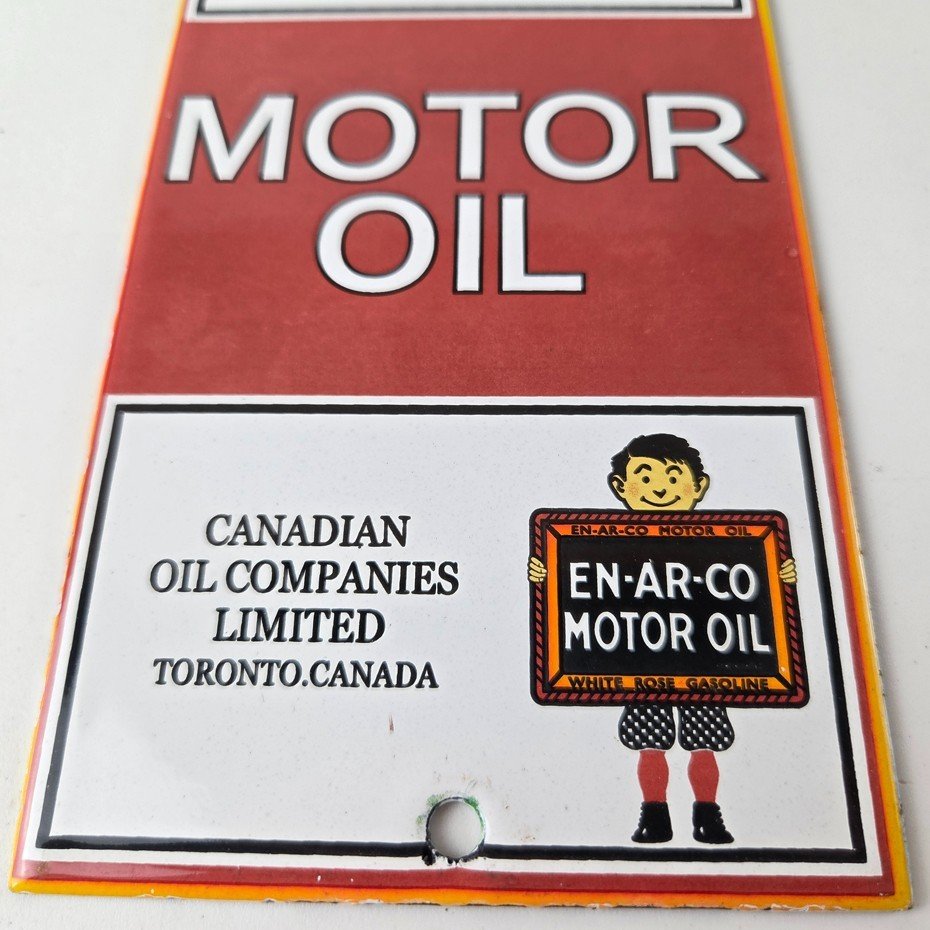 MOTOR
OIL
CANADIAN
OIL COMPANIES
LIMITED
TORONTO.CANADA
EN-AR-CO MOTOR OIL
EN-AR-CO
MOTOR OIL
WHITE ROSE GASOLINE